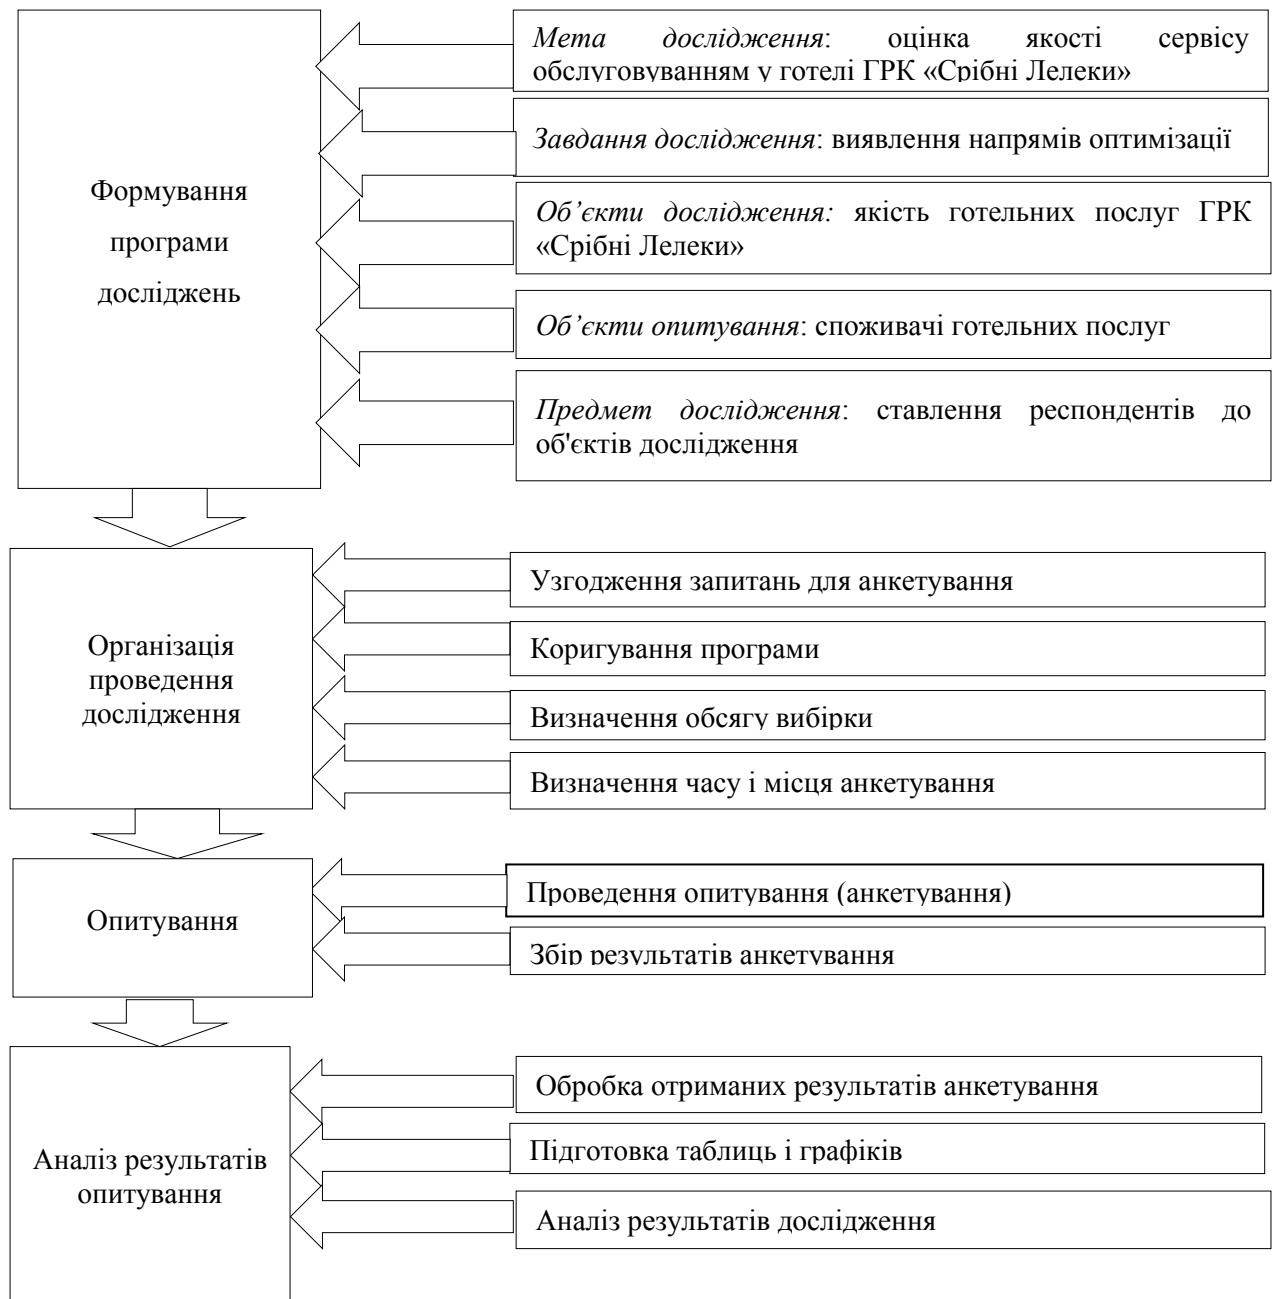 Формування
програми
досліджень
Мета дослідження: оцінка якості сервісу
обслуговуванням у готелі ГРК «Срібні Лелеки»
Завдання дослідження: виявлення напрямів оптимізації
Об’єкти дослідження: якість готельних послуг ГРК
«Срібні Лелеки»
Об’єкти опитування: споживачі готельних послуг
Предмет дослідження: ставлення респондентів до
об'єктів дослідження
Організація
проведення
дослідження
Узгодження запитань для анкетування
Коригування програми
Визначення обсягу вибірки
Визначення часу і місця анкетування
Опитування
Проведення опитування (анкетування)
Збір результатів анкетування
Аналіз результатів
опитування
Обробка отриманих результатів анкетування
Підготовка таблиць і графіків
Аналіз результатів дослідження